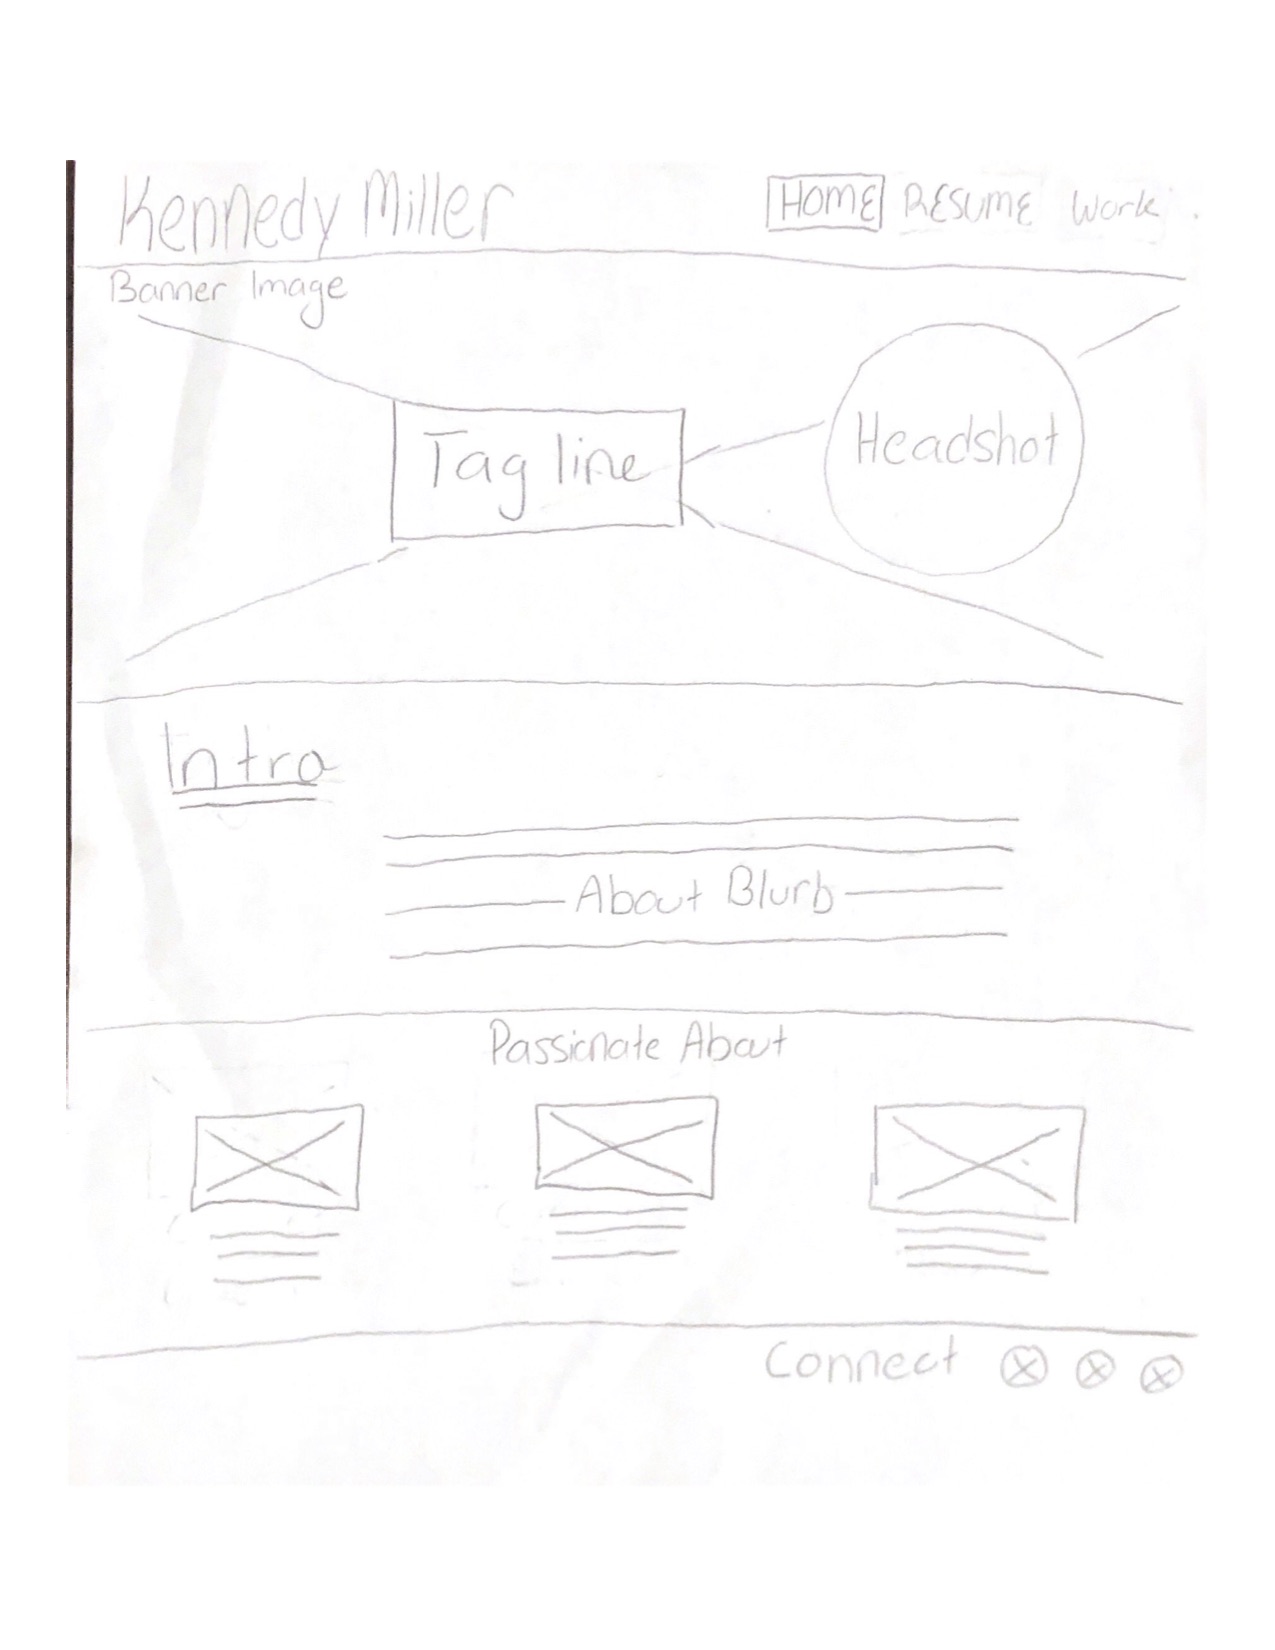 Kennedy Miller
HOME RESUME Work
Banner Image
Tag line
Headshot
Intro
About Blurb
Passionate About
Connect